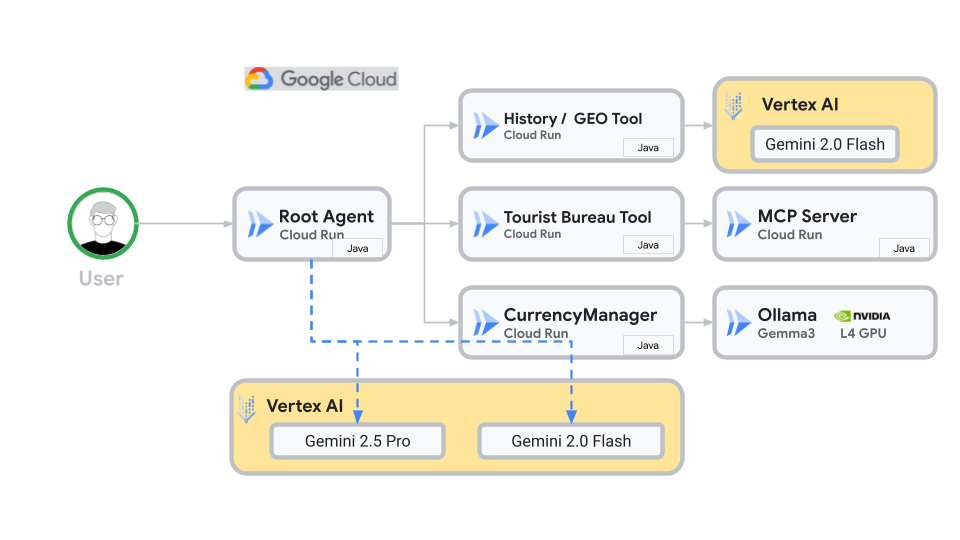 Google Cloud
History / GEO Tool
Cloud Run
Java
Vertex AI
Gemini 2.0 Flash
User
Root Agent
Cloud Run
Java
Tourist Bureau Tool
Cloud Run
Java
MCP Server
Cloud Run
Java
CurrencyManager
Cloud Run
Java
Ollama
Gemma3
NVIDIA
L4 GPU
Vertex AI
Gemini 2.5 Pro
Gemini 2.0 Flash